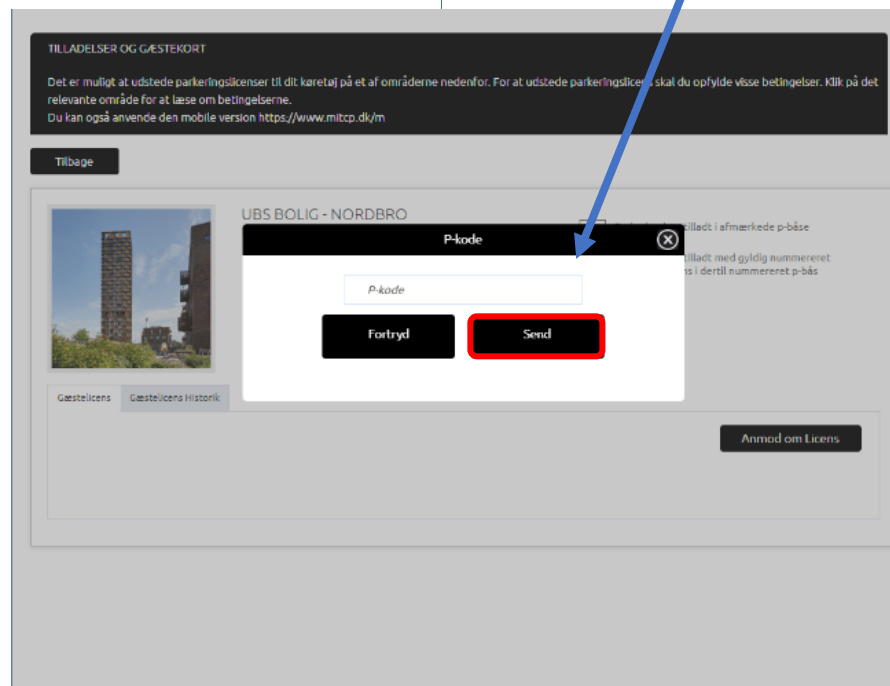 TILLADELSER OG GÆSTEKORT
Det er muligt at udstede parkeringslicenser til dit køretøj på et af områderne nedenfor. For at udstede parkeringslicens skal du opfylde visse betingelser. Klik på det
relevante område for at læse om betingelserne.
Du kan også anvende den mobile version https://www.mitcp.dk/m
Tilbage
UBS BOLIG - NORDBRO
tilladt i afmærkede p-båse
P-kode
tilladt med gyldig nummereret
i dertil nummereret p-bås
P-kode
Fortryd
Send
Gæstelicens
Gæstelicens Historik
Anmod om Licens